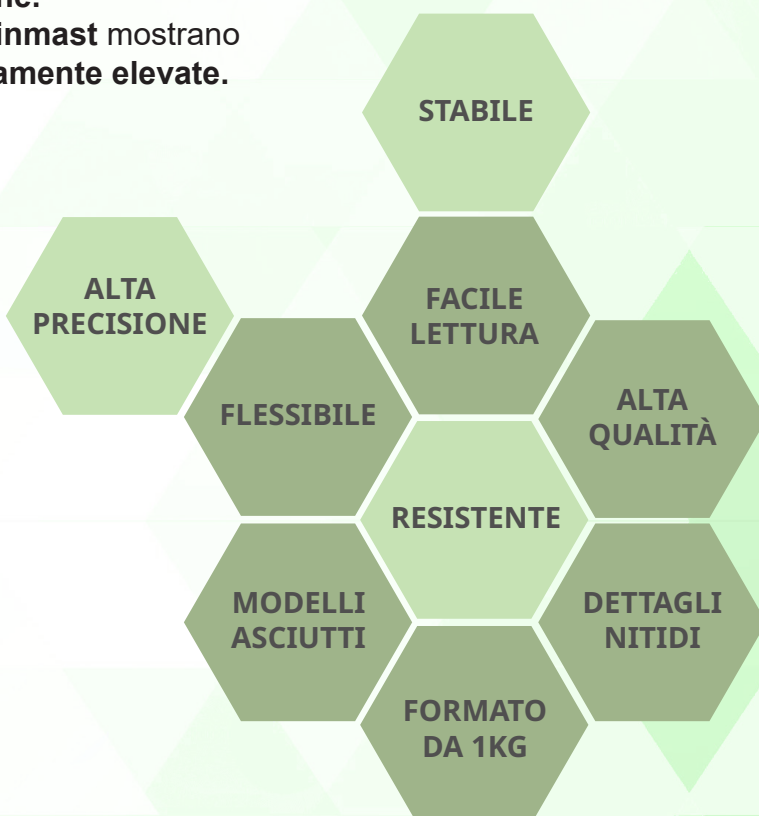 inmast mostrano
amente elevate.
STABILE
ALTA
PRECISIONE
FACILE
LETTURA
FLESSIBILE
ALTA
QUALITÀ
RESISTENTE
MODELLI
ASCIUTTI
DETTAGLI
NITIDI
FORMATO
DA 1KG